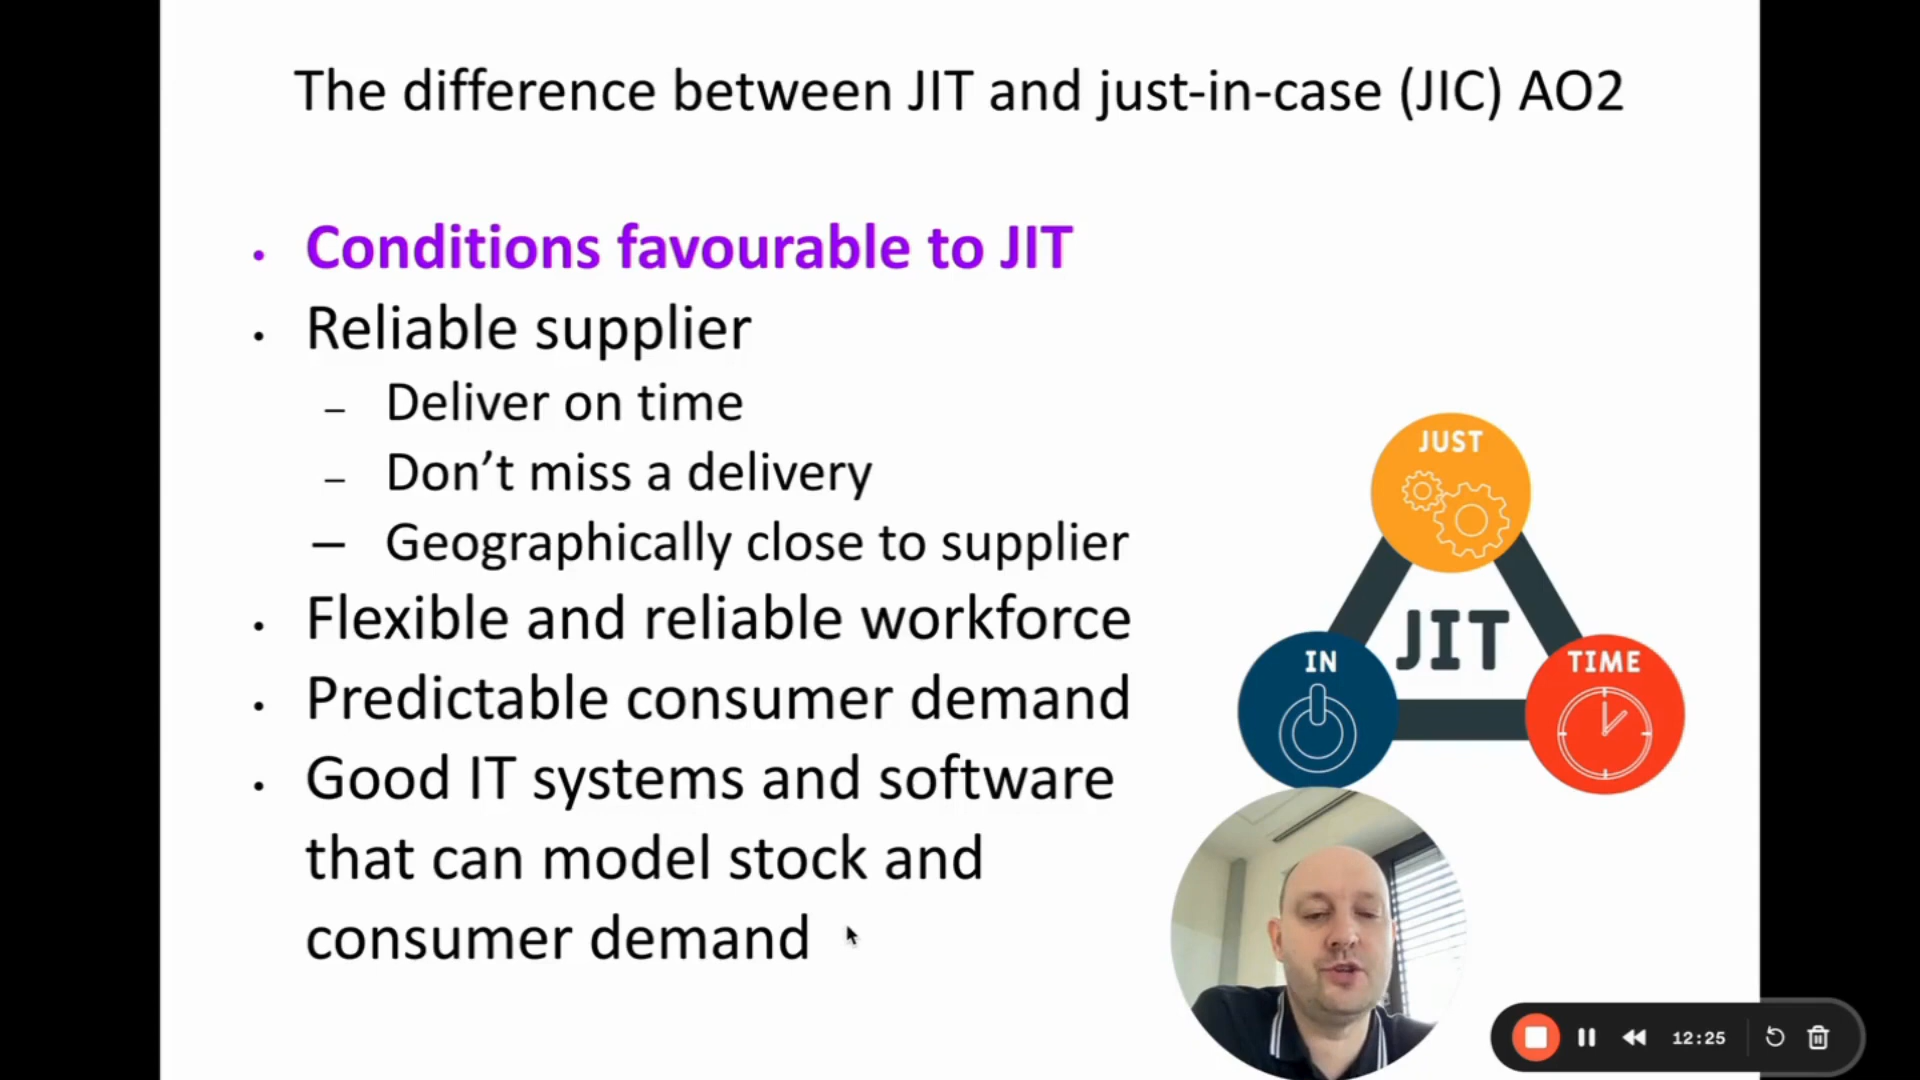 The difference between JIT and just-in-case (JIC) AO2
• Conditions favourable to JIT
• Reliable supplier
– Deliver on time
– Don’t miss a delivery
– Geographically close to supplier
• Flexible and reliable workforce
• Predictable consumer demand
• Good IT systems and software
that can model stock and
consumer demand
JUST
JIT
IN
TIME
12:25